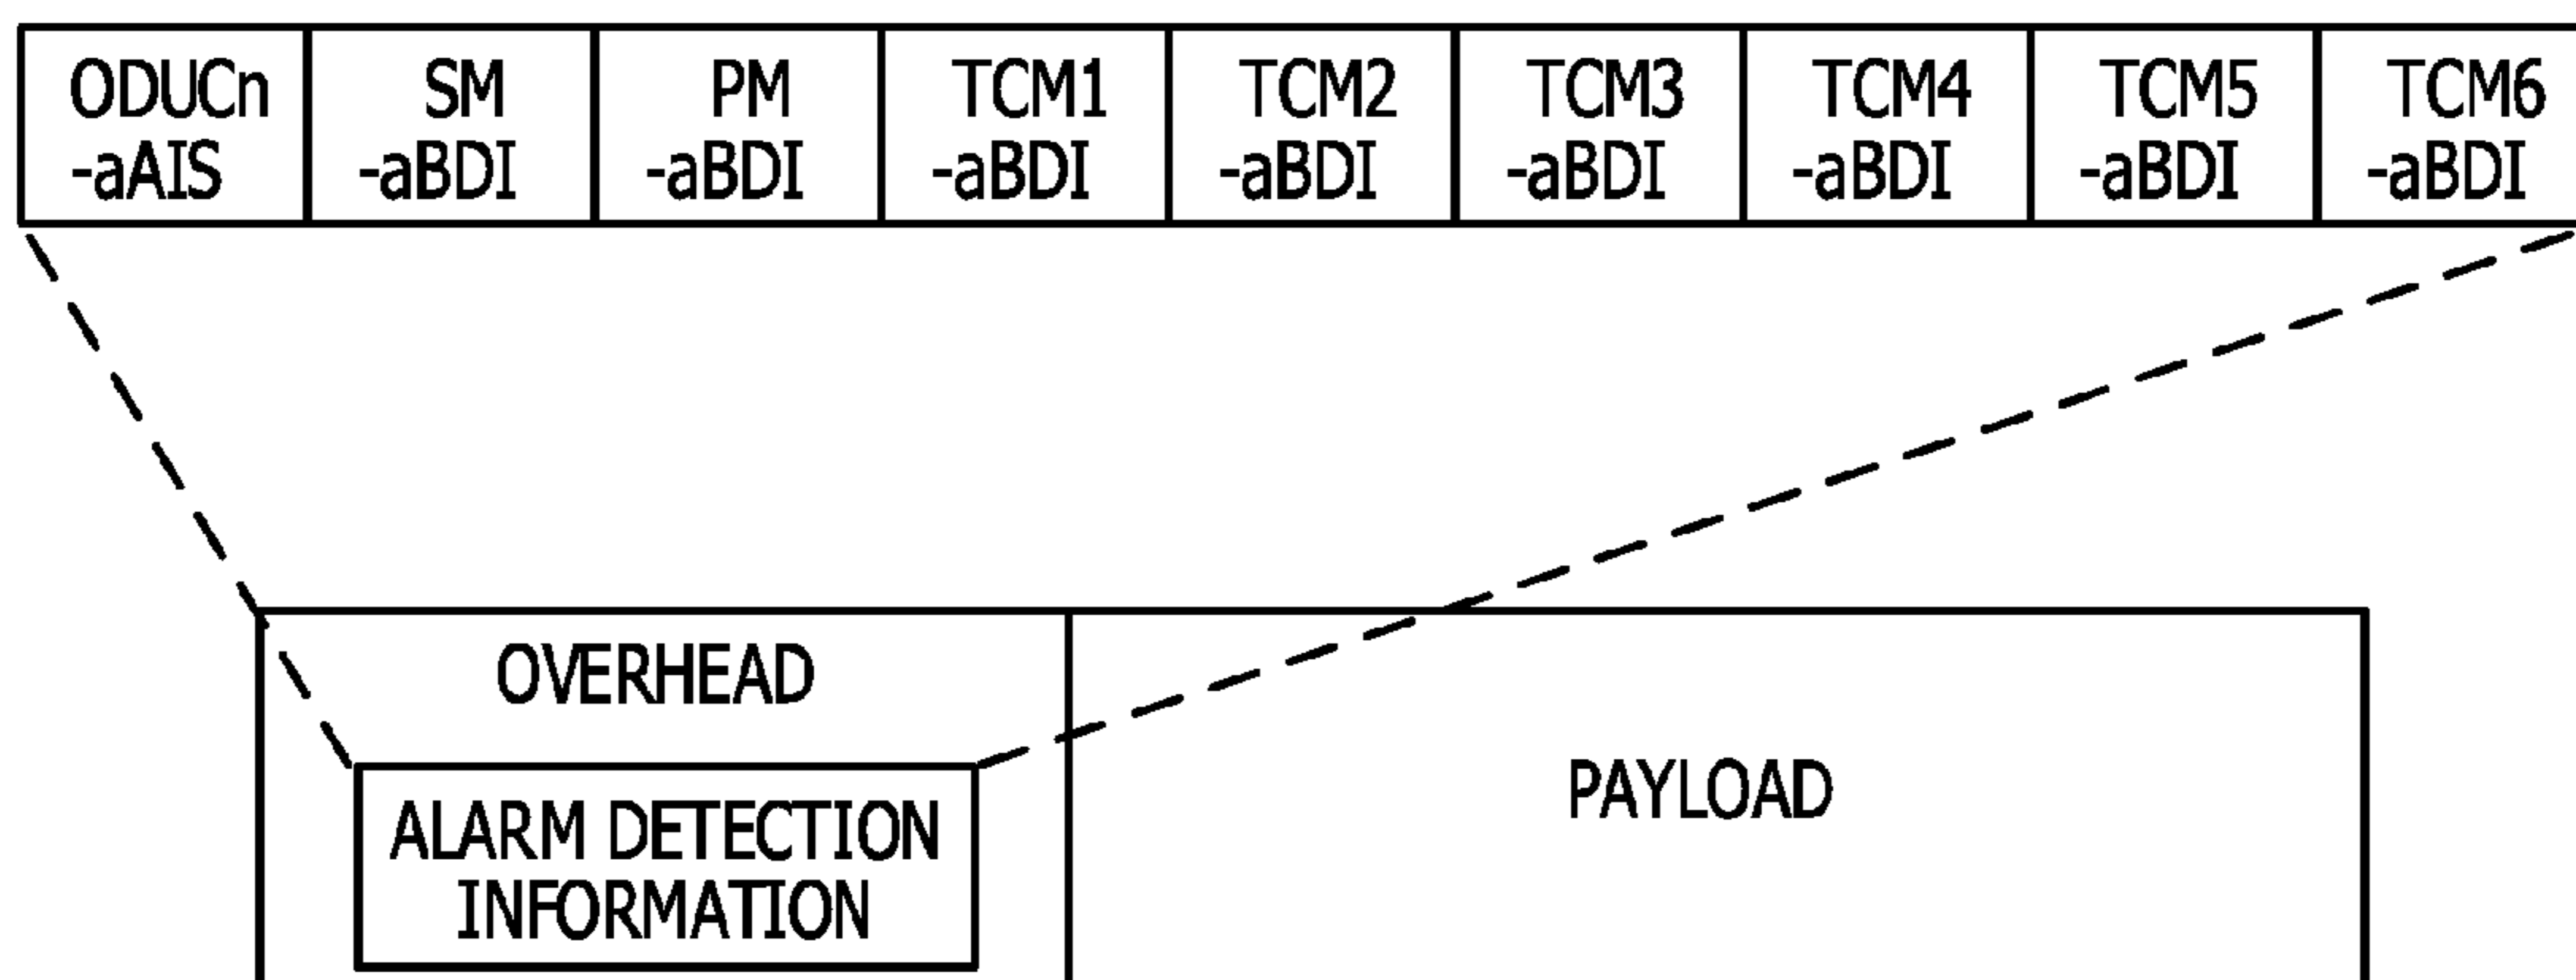 ODUCn
-aAIS
SM
-aBDI
PM
-aBDI
TCM1
-aBDI
TCM2
-aBDI
TCM3
-aBDI
TCM4
-aBDI
TCM5
-aBDI
TCM6
-aBDI
OVERHEAD
ALARM DETECTION
INFORMATION
PAYLOAD